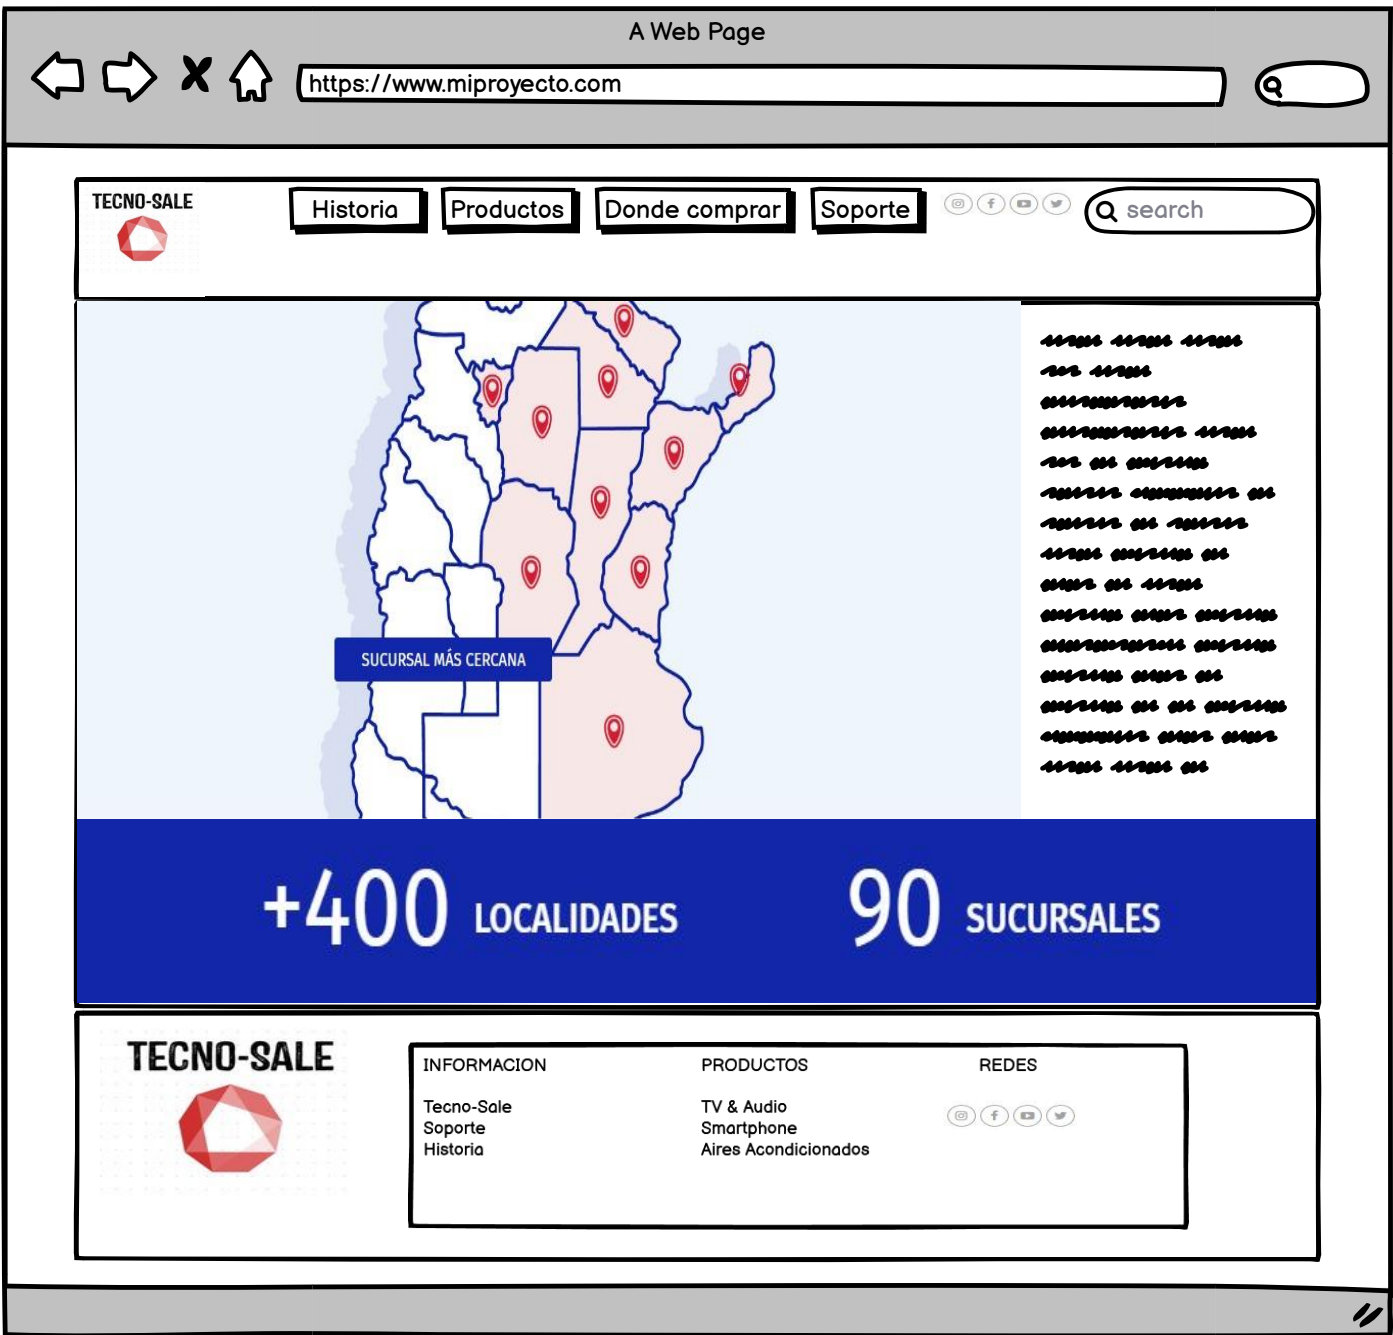 A Web Page
https://www.miproyecto.com
TECNO-SALE
Historia
Productos
Donde comprar
Soporte
search
SUCURSAL MÁS CERCANA
+400 LOCALIDADES
90 SUCURSALES
TECNO-SALE
INFORMACION
Tecno-Sale
Soporte
Historia
PRODUCTOS
TV & Audio
Smartphone
Aires Acondicionados
REDES